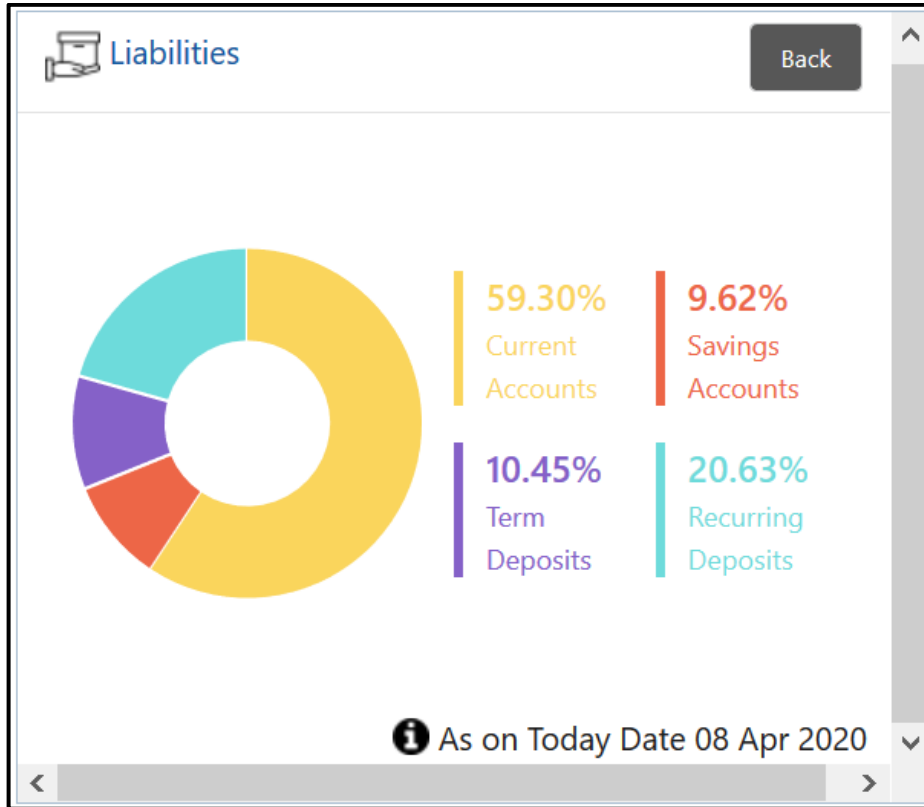 Liabilities
Back
59.30%
Current
Accounts
9.62%
Savings
Accounts
10.45%
Term
Deposits
20.63%
Recurring
Deposits
As on Today Date 08 Apr 2020